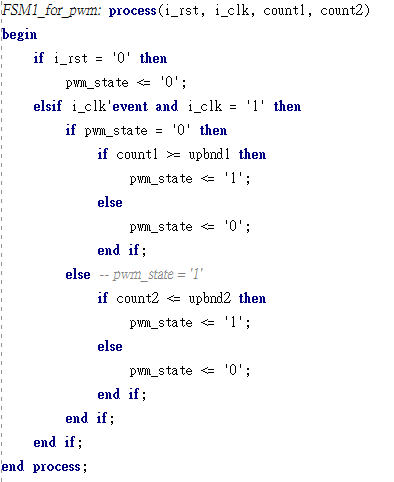 FSM1_for_pwm: process(i_rst, i_clk, count1, count2)
begin
    if i_rst = '0' then
        pwm_state <= '0';
    elsif i_clk'event and i_clk = '1' then
        if pwm_state = '0' then
            if count1 >= upbnd1 then
                pwm_state <= '1';
            else
                pwm_state <= '0';
            end if;
        else -- pwm_state = '1'
            if count2 <= upbnd2 then
                pwm_state <= '1';
            else
                pwm_state <= '0';
            end if;
        end if;
    end if;
end process;